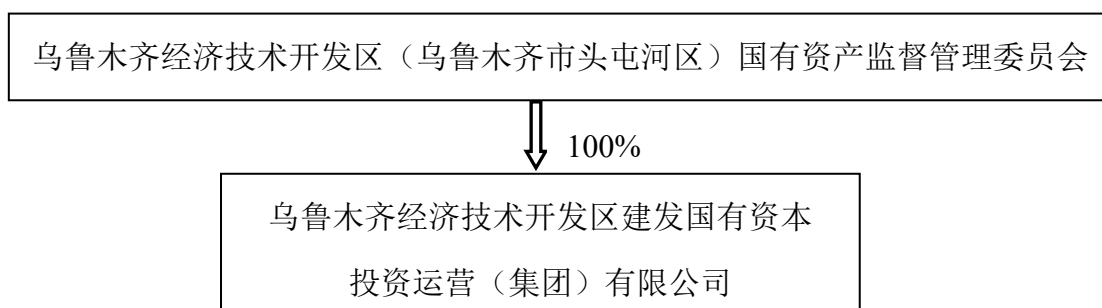 乌鲁木齐经济技术开发区（乌鲁木齐市头屯河区）国有资产监督管理委员会
100%
乌鲁木齐经济技术开发区建发国有资本
投资运营（集团）有限公司